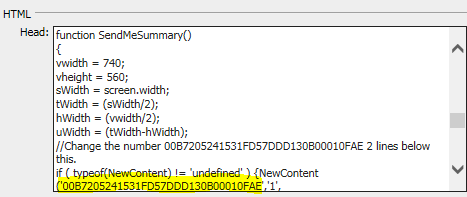 HTML
Head:
function SendMeSummary()
{
vwidth = 740;
vheight = 560;
sWidth = screen.width;
tWidth = (sWidth/2);
hWidth = (vwidth/2);
uWidth = (tWidth-hWidth);
//Change the number 00B7205241531FD57DDD130B00010FAE 2 lines below
this.
if ( typeof(NewContent) != 'undefined' ) {NewContent
('00B7205241531FD57DDD130B00010FAE','1',